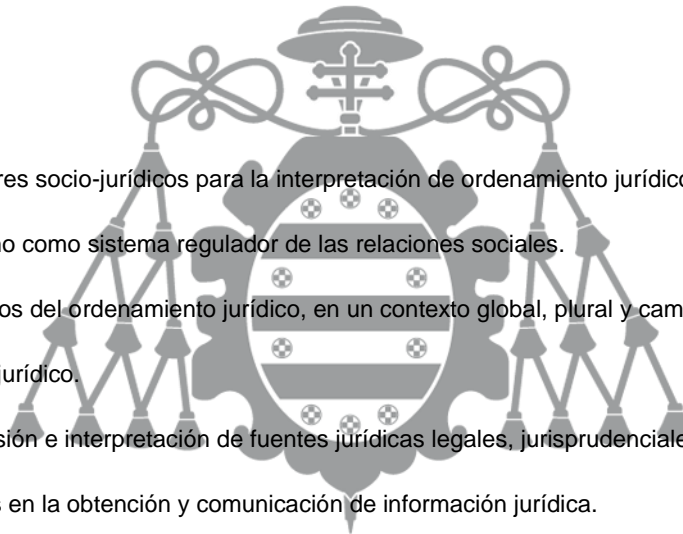 res socio-jurídicos para la interpretación de ordenamiento jurídico
no como sistema regulador de las relaciones sociales.
os del ordenamiento jurídico, en un contexto global, plural y cam
jurídico.
sión e interpretación de fuentes jurídicas legales, jurisprudenciale
s en la obtención y comunicación de información jurídica.